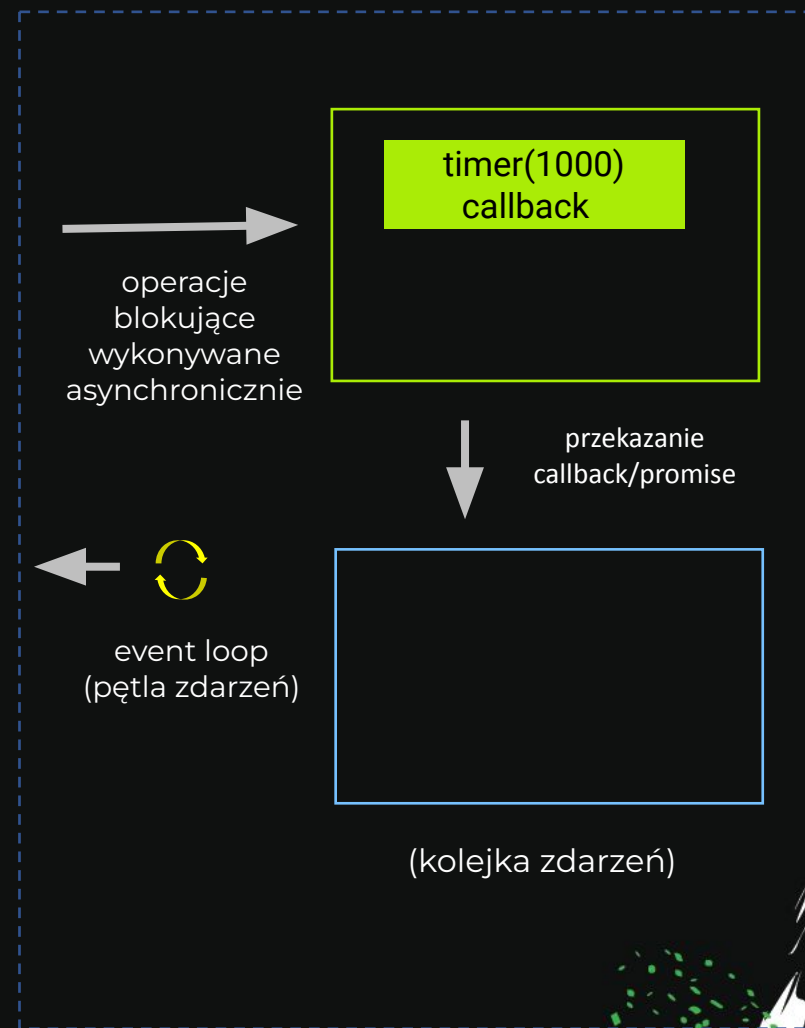 timer(1000)
callback
operacje
blokujące
wykonywane
asynchronicznie
przekazanie
callback/promise
event loop
(pętla zdarzeń)
(kolejka zdarzeń)